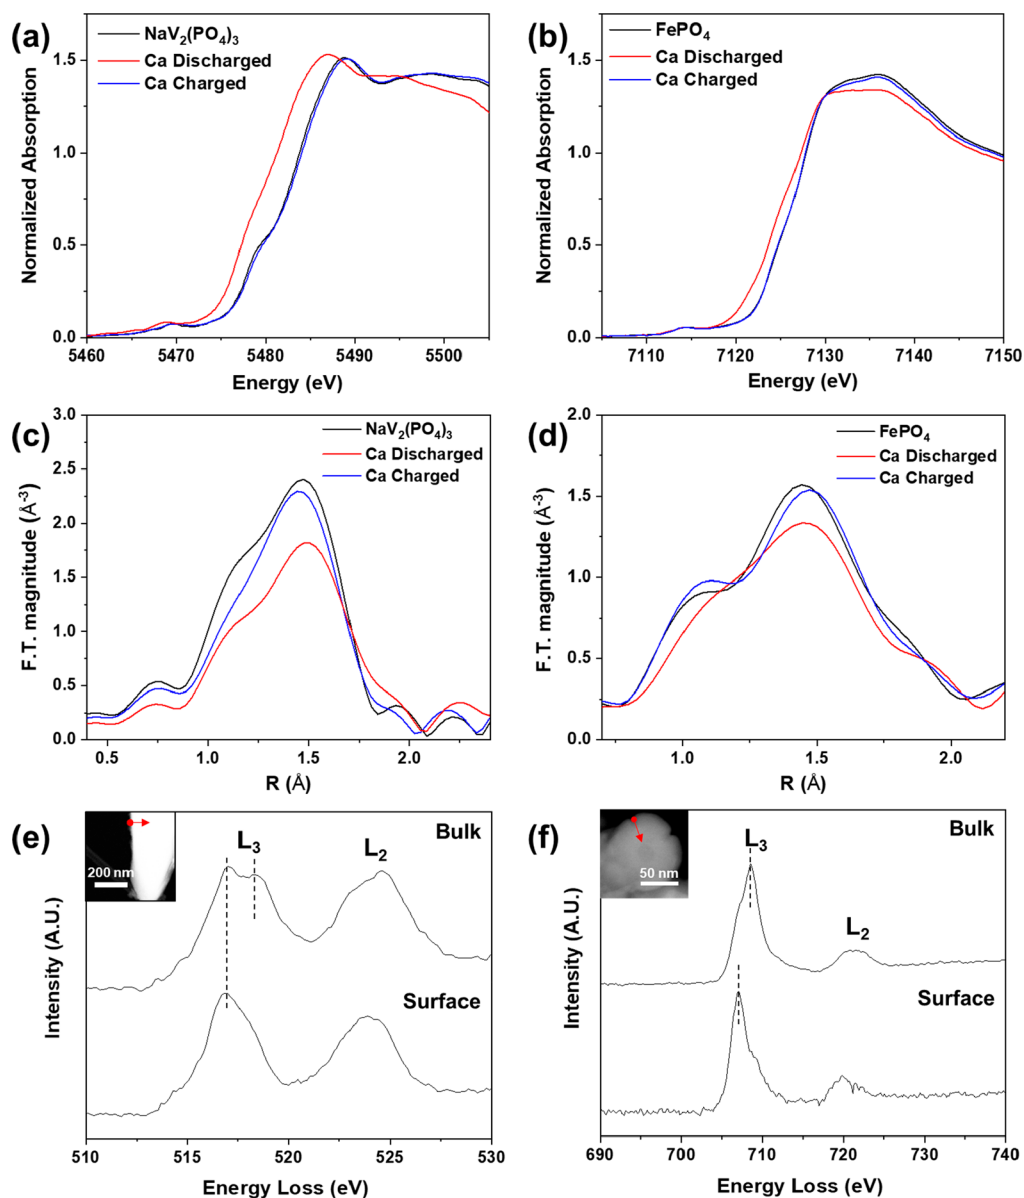 (a)
NaV₂(PO₄)₃
Ca Discharged
Ca Charged
Normalized Absorption
1.5
1.0
0.5
0.0
5460 5470 5480 5490 5500
Energy (eV)
(b)
FePO₄
Ca Discharged
Ca Charged
Normalized Absorption
1.5
1.0
0.5
0.0
7110 7120 7130 7140 7150
Energy (eV)
(c)
NaV₂(PO₄)₃
Ca Discharged
Ca Charged
F.T. magnitude (Å⁻³)
3.0
2.5
2.0
1.5
1.0
0.5
0.0
0.5 1.0 1.5 2.0
R (Å)
(d)
FePO₄
Ca Discharged
Ca Charged
F.T. magnitude (Å⁻³)
2.0
1.5
1.0
0.5
0.0
1.0 1.5 2.0
R (Å)
(e)
200 nm
Bulk
L₃
L₂
Surface
Intensity (A.U.)
510 515 520 525 530
Energy Loss (eV)
(f)
50 nm
Bulk
L₃
L₂
Surface
Intensity (A.U.)
690 700 710 720 730 740
Energy Loss (eV)